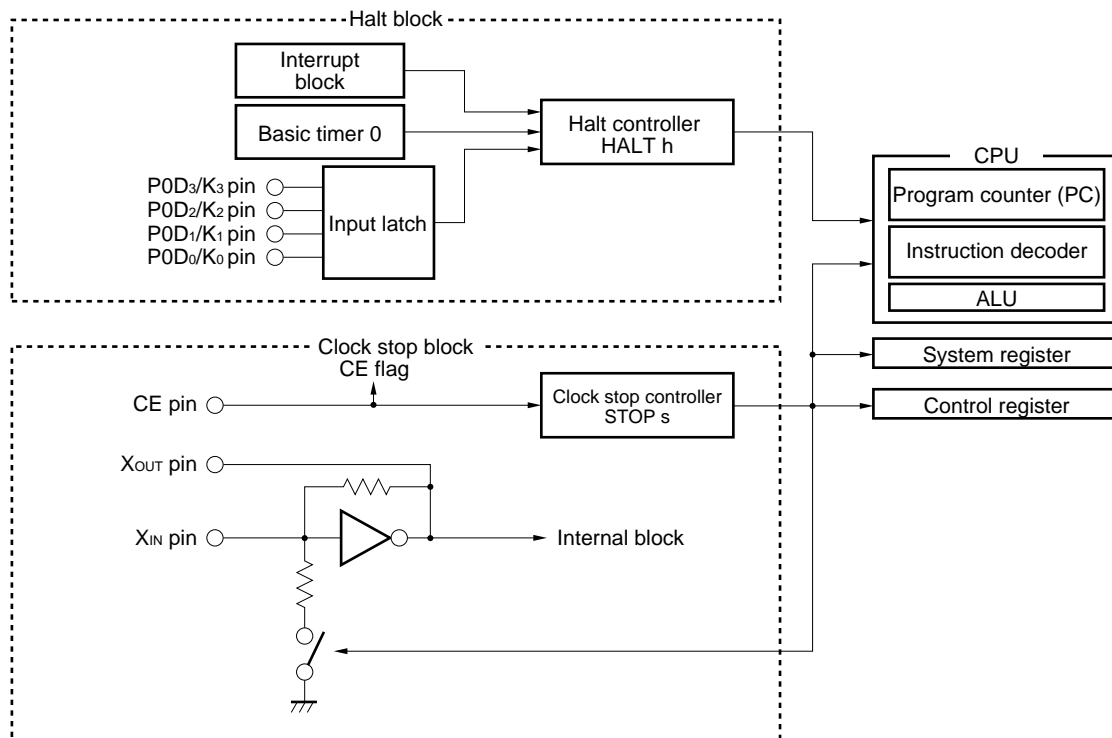 Halt block
Interrupt
block
Basic timer 0
Halt controller
HALT h
P0D3/K3 pin
P0D2/K2 pin
P0D1/K1 pin
P0D0/K0 pin
Input latch
CPU
Program counter (PC)
Instruction decoder
ALU
System register
Control register
Clock stop block
CE flag
CE pin
Clock stop controller
STOP s
XOUT pin
XIN pin
Internal block